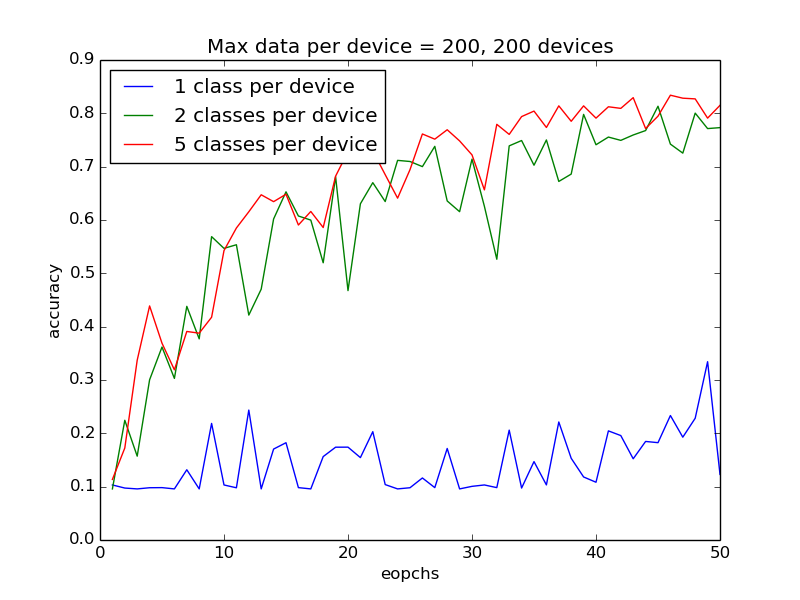 Max data per device = 200, 200 devices
0.9
1 class per device
2 classes per device
5 classes per device
0.8
0.7
0.6
0.5
accuracy
0.4
0.3
0.2
0.1
0.0
0 10 20 30 40 50
eopchs